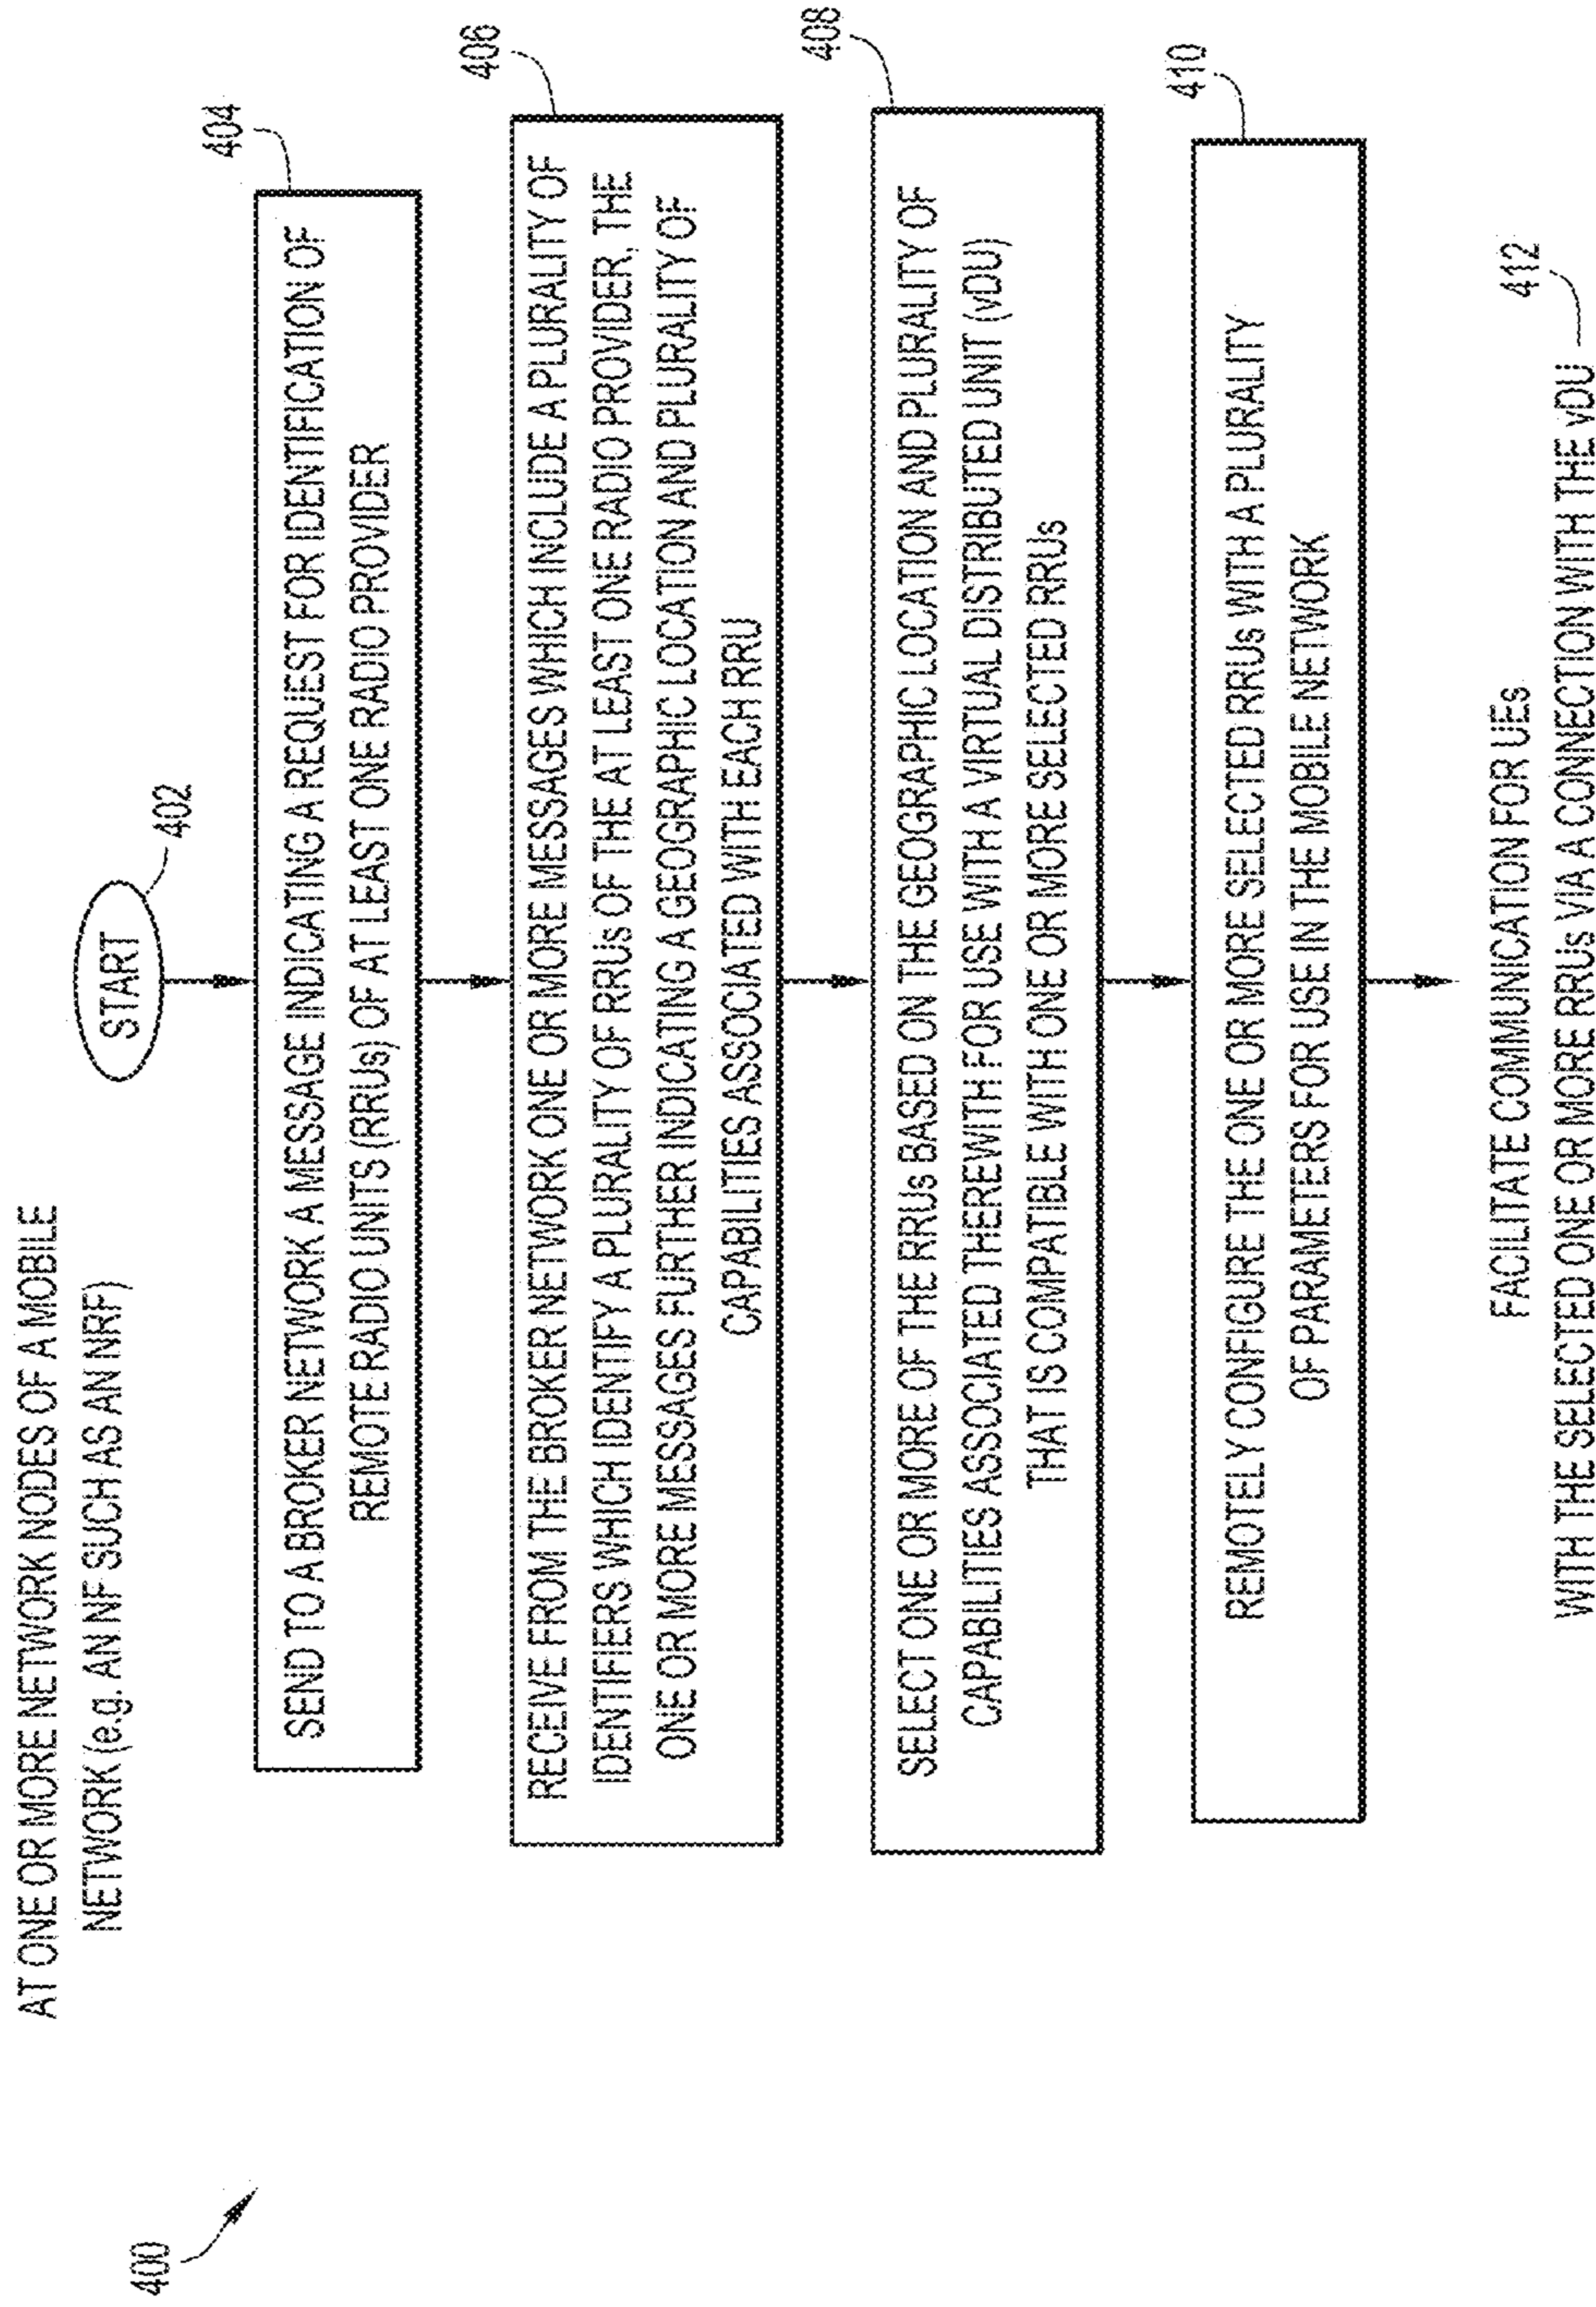 400
AT ONE OR MORE NETWORK NODES OF A MOBILE
NETWORK (e.g. AN NF SUCH AS AN NRF)
START
402
404
SEND TO A BROKER NETWORK A MESSAGE INDICATING A REQUEST FOR IDENTIFICATION OF
REMOTE RADIO UNITS (RRUs) OF AT LEAST ONE RADIO PROVIDER
406
RECEIVE FROM THE BROKER NETWORK ONE OR MORE MESSAGES WHICH INCLUDE A PLURALITY OF
IDENTIFIERS WHICH IDENTIFY A PLURALITY OF RRUs OF THE AT LEAST ONE RADIO PROVIDER, THE
ONE OR MORE MESSAGES FURTHER INDICATING A GEOGRAPHIC LOCATION AND PLURALITY OF
CAPABILITIES ASSOCIATED WITH EACH RRU
408
SELECT ONE OR MORE OF THE RRUs BASED ON THE GEOGRAPHIC LOCATION AND PLURALITY OF
CAPABILITIES ASSOCIATED THEREWITH FOR USE WITH A VIRTUAL DISTRIBUTED UNIT (vDU)
THAT IS COMPATIBLE WITH ONE OR MORE SELECTED RRUs
410
REMOTELY CONFIGURE THE ONE OR MORE SELECTED RRUs WITH A PLURALITY
OF PARAMETERS FOR USE IN THE MOBILE NETWORK
412
FACILITATE COMMUNICATION FOR UEs
WITH THE SELECTED ONE OR MORE RRUs VIA A CONNECTION WITH THE vDU